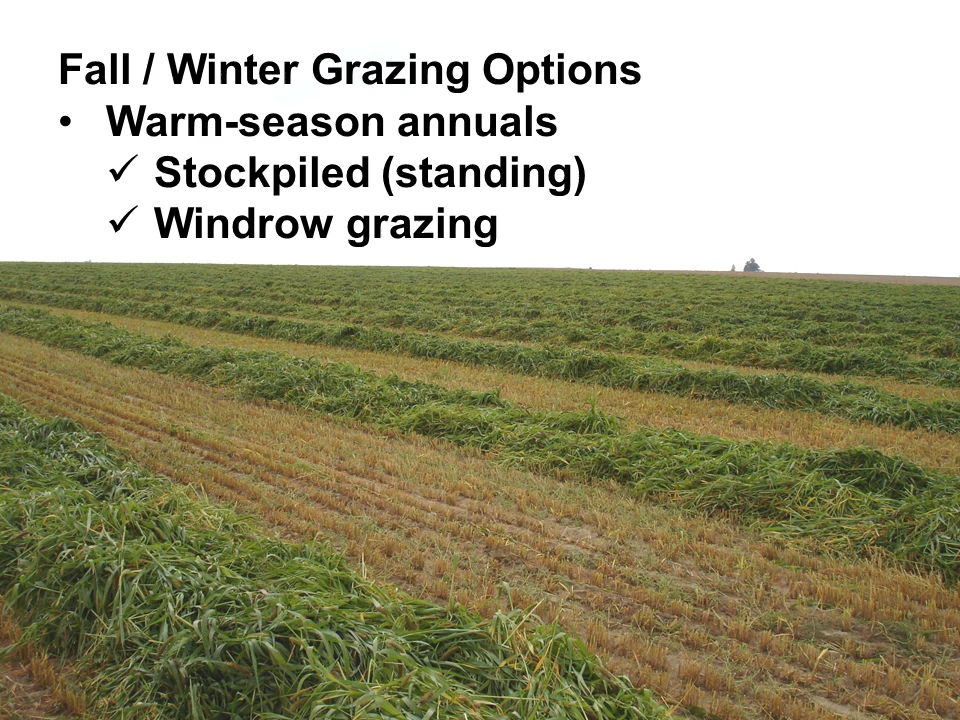 Fall / Winter Grazing Options
• Warm-season annuals
✓ Stockpiled (standing)
✓ Windrow grazing